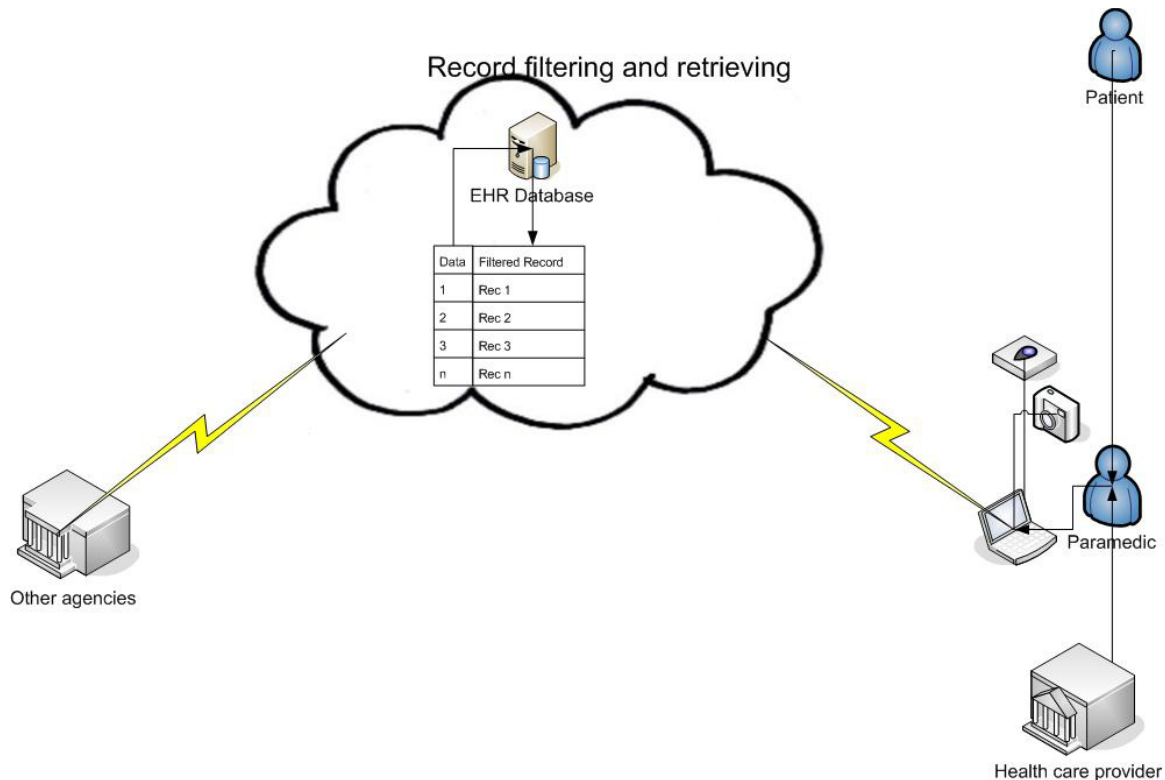 Record filtering and retrieving
Patient
EHR Database
Data Filtered Record
1 Rec 1
2 Rec 2
3 Rec 3
n Rec n
Paramedic
Other agencies
Health care provider